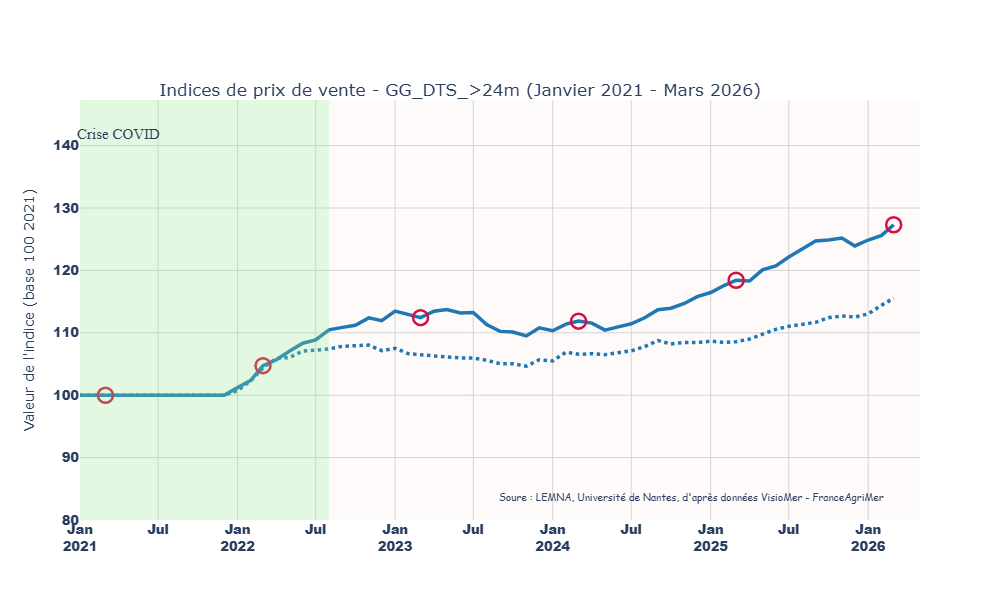 Indices de prix de vente - GG_DTS_>24m (Janvier 2021 - Mars 2026)
Crise COVID
Valeur de l'indice (base 100 2021)
140
130
120
110
100
90
80
Soure : LEMNA, Université de Nantes, d'après données VisioMer - FranceAgriMer
Jan Jul Jan Jul Jan Jul Jan Jul Jan Jul Jan
2021 2022 2023 2024 2025 2026